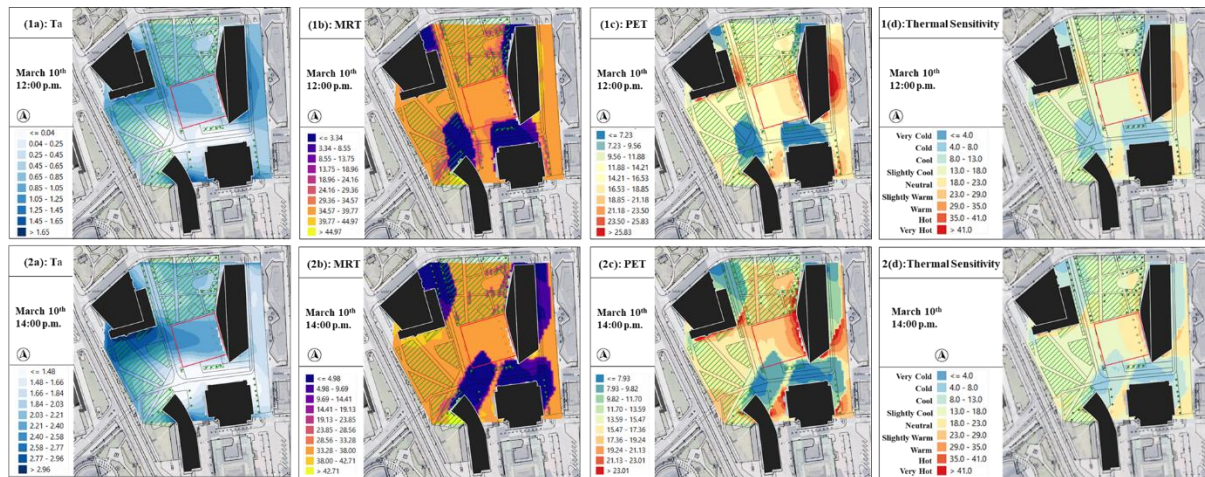 (1a): Ta
March 10th
12:00 p.m.
<= 0.04
0.04 - 0.25
0.25 - 0.45
0.45 - 0.65
0.65 - 0.85
0.85 - 1.05
1.05 - 1.25
1.25 - 1.45
1.45 - 1.65
> 1.65
(1b): MRT
March 10th
12:00 p.m.
<= 3.34
3.34 - 8.55
8.55 - 13.75
13.75 - 18.96
18.96 - 24.16
24.16 - 29.36
29.36 - 34.57
34.57 - 39.77
39.77 - 44.97
> 44.97
(1c): PET
March 10th
12:00 p.m.
<= 7.23
7.23 - 9.56
9.56 - 11.88
11.88 - 14.21
14.21 - 16.53
16.53 - 18.85
18.85 - 21.18
21.18 - 23.50
23.50 - 25.83
> 25.83
1(d): Thermal Sensitivity
March 10th
12:00 p.m.
Very Cold <= 4.0
Cold 4.0 - 8.0
Cool 8.0 - 13.0
Slightly Cool 13.0 - 18.0
Neutral 18.0 - 23.0
Slightly Warm 23.0 - 29.0
Warm 29.0 - 35.0
Hot 35.0 - 41.0
Very Hot > 41.0
(2a): Ta
March 10th
14:00 p.m.
<= 1.48
1.48 - 1.66
1.66 - 1.84
1.84 - 2.03
2.03 - 2.21
2.21 - 2.40
2.40 - 2.58
2.58 - 2.77
2.77 - 2.96
> 2.96
(2b): MRT
March 10th
14:00 p.m.
<= 4.98
4.98 - 9.69
9.69 - 14.41
14.41 - 19.13
19.13 - 23.85
23.85 - 28.56
28.56 - 33.28
33.28 - 38.00
38.00 - 42.71
> 42.71
(2c): PET
March 10th
14:00 p.m.
<= 7.93
7.93 - 9.82
9.82 - 11.70
11.70 - 13.59
13.59 - 15.47
15.47 - 17.36
17.36 - 19.24
19.24 - 21.13
21.13 - 23.01
> 23.01
2(d):Thermal Sensitivity
March 10th
14:00 p.m.
Very Cold <= 4.0
Cold 4.0 - 8.0
Cool 8.0 - 13.0
Slightly Cool 13.0 - 18.0
Neutral 18.0 - 23.0
Slightly Warm 23.0 - 29.0
Warm 29.0 - 35.0
Hot 35.0 - 41.0
Very Hot > 41.0